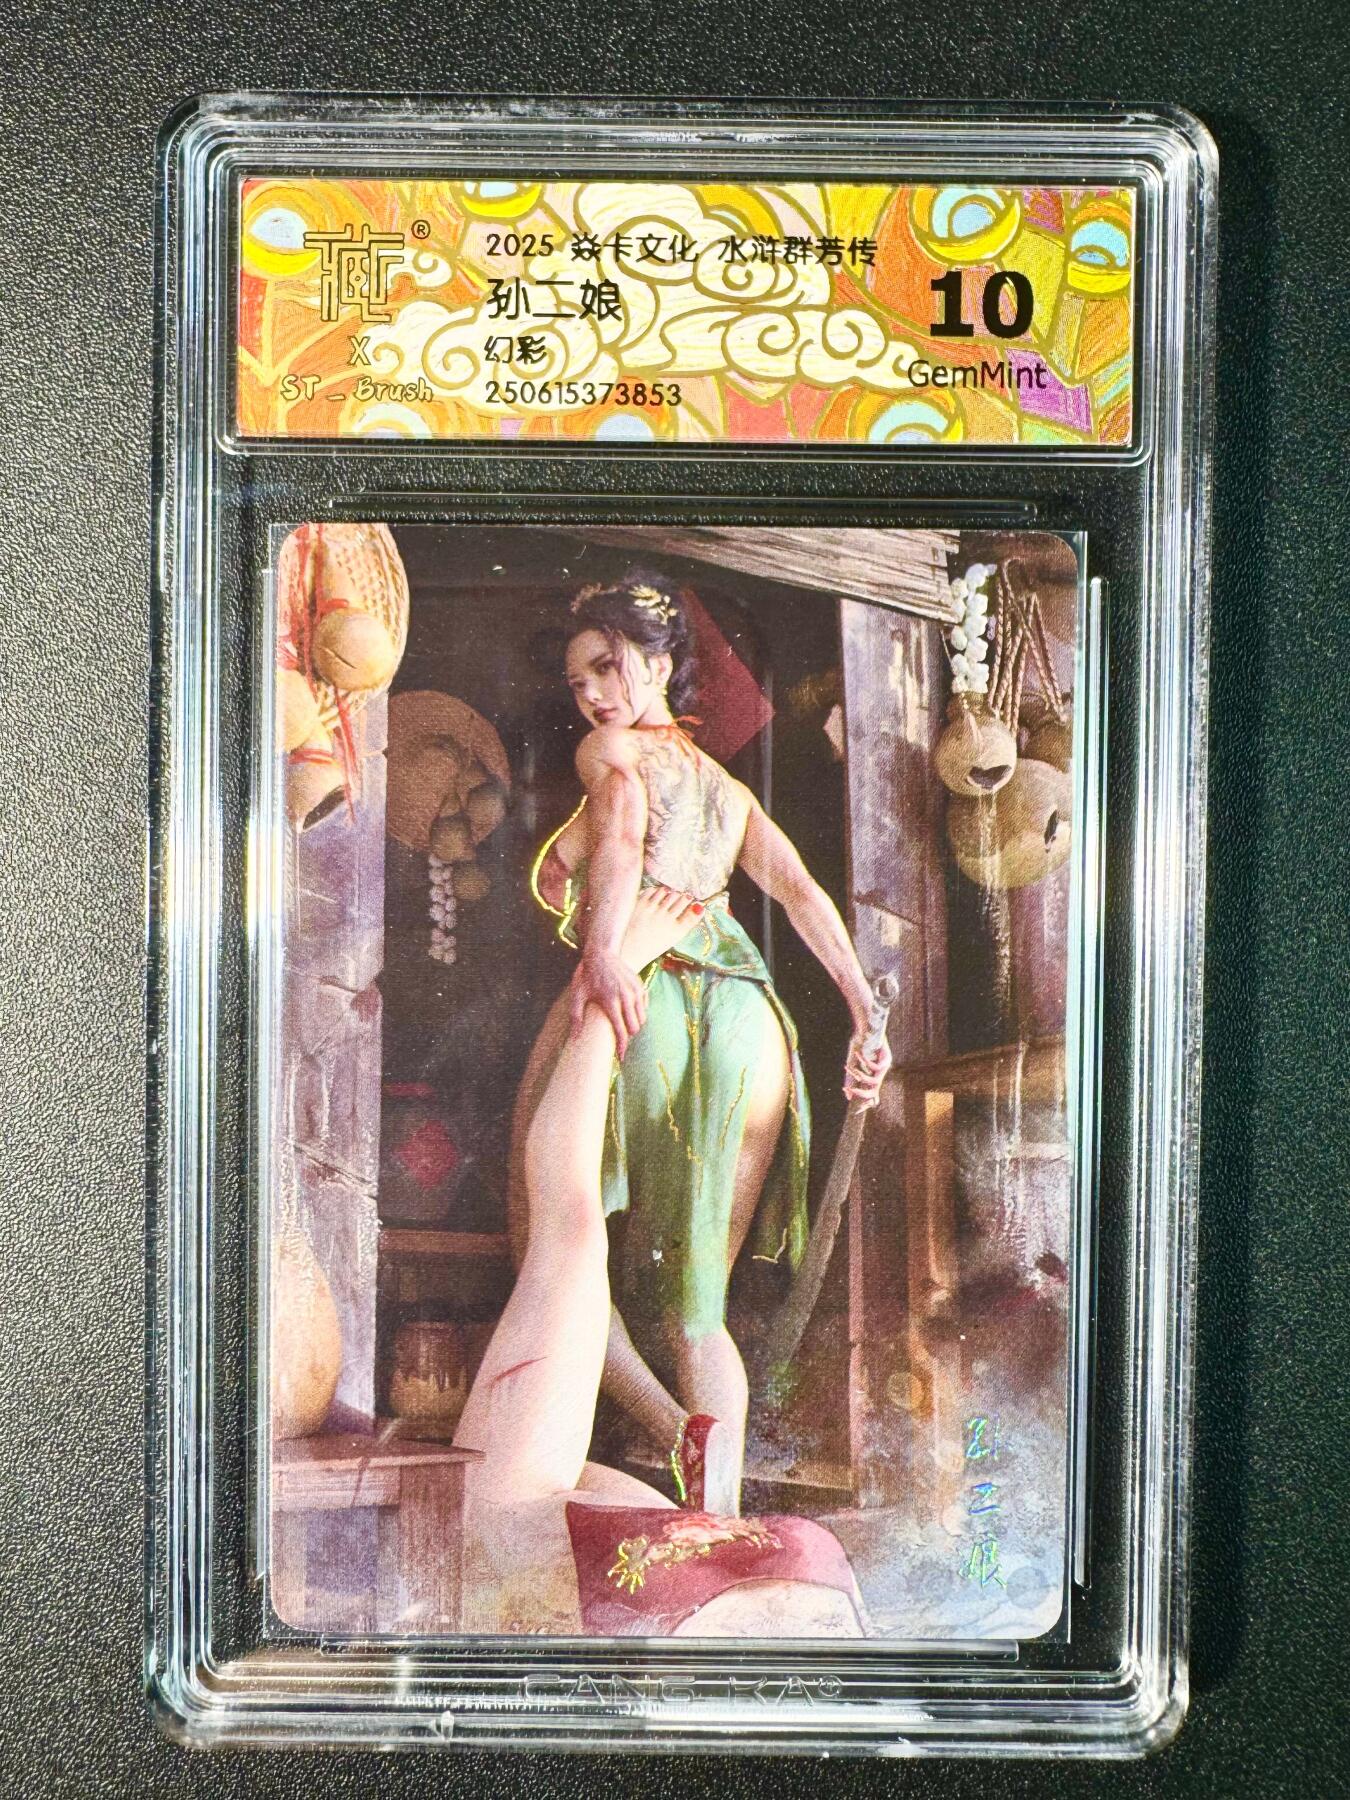 藏®
X
ST_Brush
2025 焱卡文化 水浒群芳传
孙二娘
幻彩
250615373853
10
GemMint
孙二娘
CANG KA®